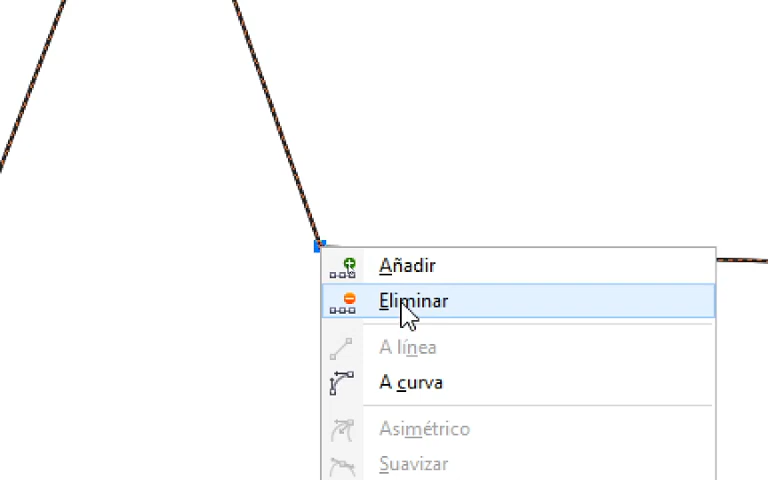 Añadir
Eliminar
A línea
A curva
Asimétrico
Suavizar